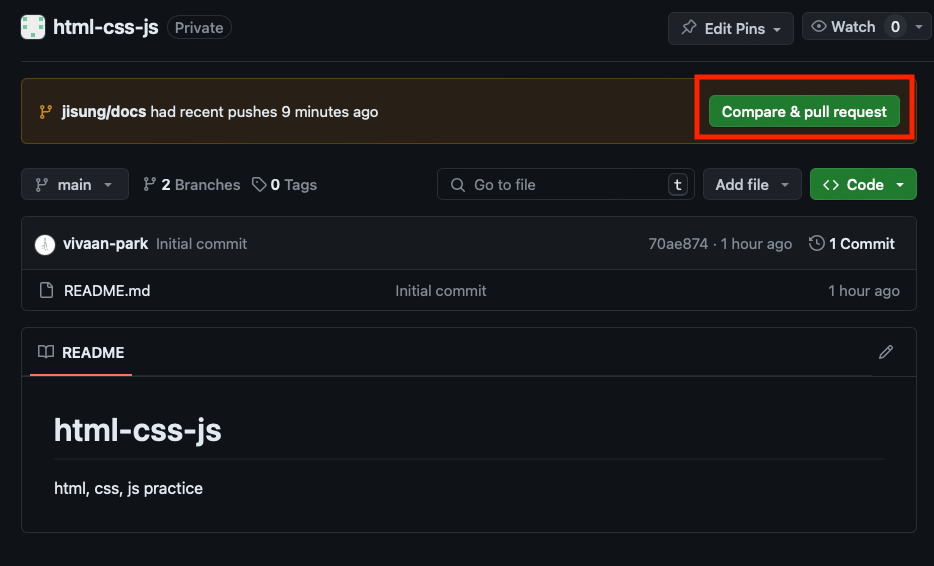 html-css-js Private Edit Pins Watch 0
jisung/docs had recent pushes 9 minutes ago Compare & pull request
main 2 Branches 0 Tags Go to file t Add file <> Code
vivaan-park Initial commit 70ae874 · 1 hour ago 1 Commit
README.md Initial commit 1 hour ago
README
html-css-js
html, css, js practice